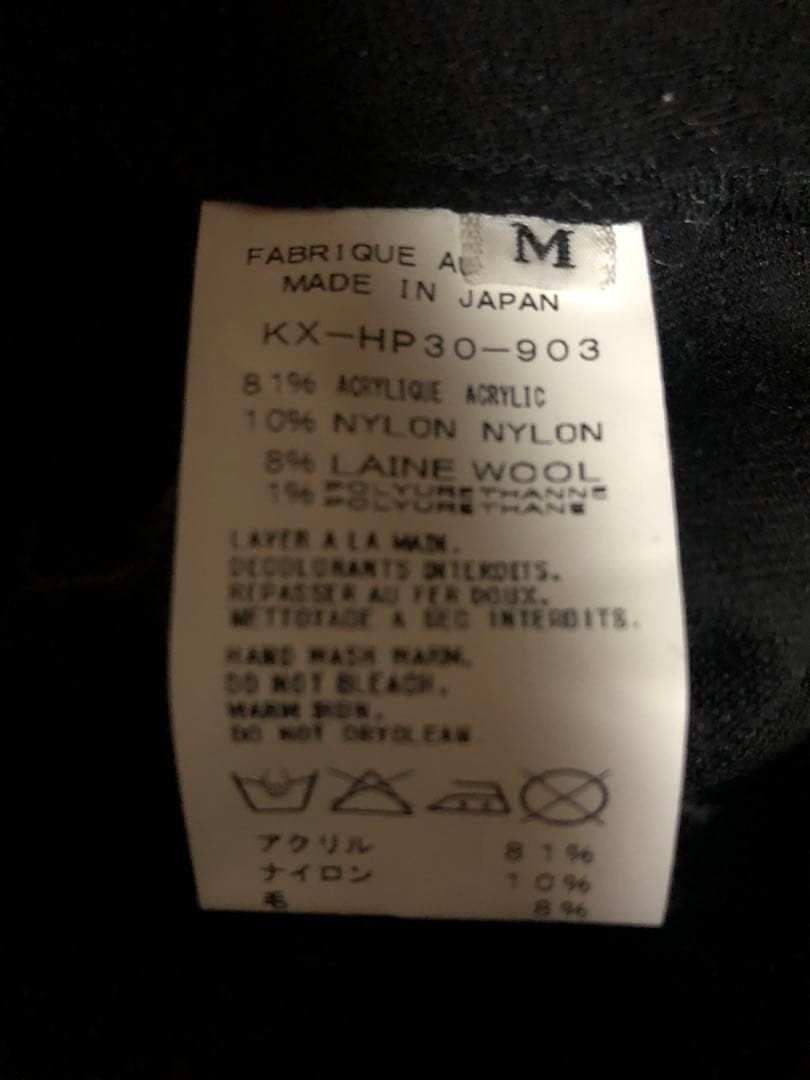 M
FABRIQUE AU
MADE IN JAPAN
KX-HP30-903
81% ACRYLIQUE ACRYLIC
10% NYLON NYLON
8% LAINE WOOL
1% POLYURETHANNE
POLYURETHANE
LAVER A LA MAIN.
DECOLORANTS INTERDITS.
REPASSER AU FER DOUX.
NETTOYAGE A SEC INTERDITS.
HAND WASH WARM.
DO NOT BLEACH.
WARM IRON.
DO NOT DRYCLEAN
アクリル 81%
ナイロン 10%
毛 8%